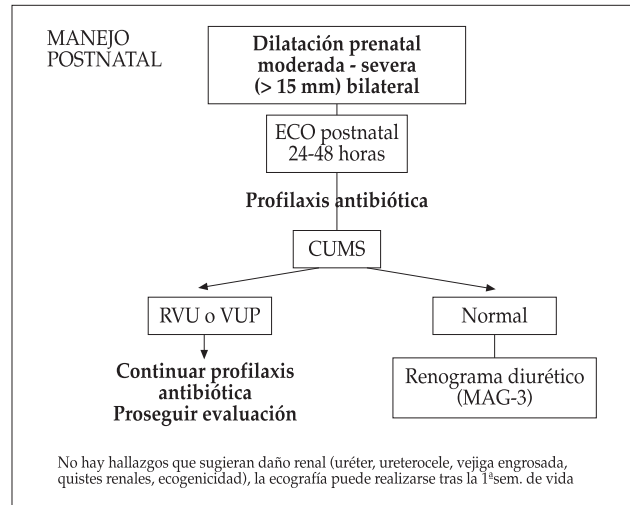 MANEJO
POSTNATAL
Dilatación prenatal
moderada - severa
(> 15 mm) bilateral
ECO postnatal
24-48 horas
Profilaxis antibiótica
CUMS
RVU o VUP
Normal
Continuar profilaxis
antibiótica
Proseguir evaluación
Renograma diurético
(MAG-3)
No hay hallazgos que sugieran daño renal (uréter, ureterocele, vejiga engrosada,
quistes renales, ecogenicidad), la ecografía puede realizarse tras la 1ªsem. de vida